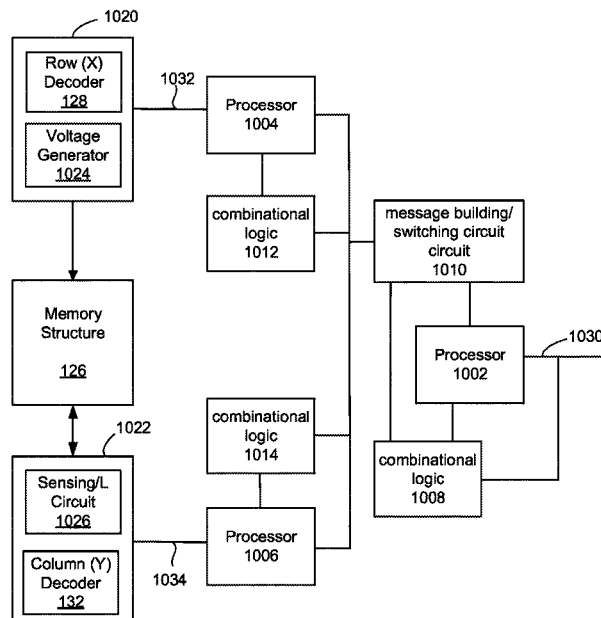 1020
Row (X)
Decoder
128
Voltage
Generator
1024
1032
Processor
1004
combinational
logic
1012
message building/
switching circuit
circuit
1010
Memory
Structure
126
Processor
1002
1030
1022
combinational
logic
1014
combinational
logic
1008
Sensing/L
Circuit
1026
Processor
1006
1034
Column (Y)
Decoder
132